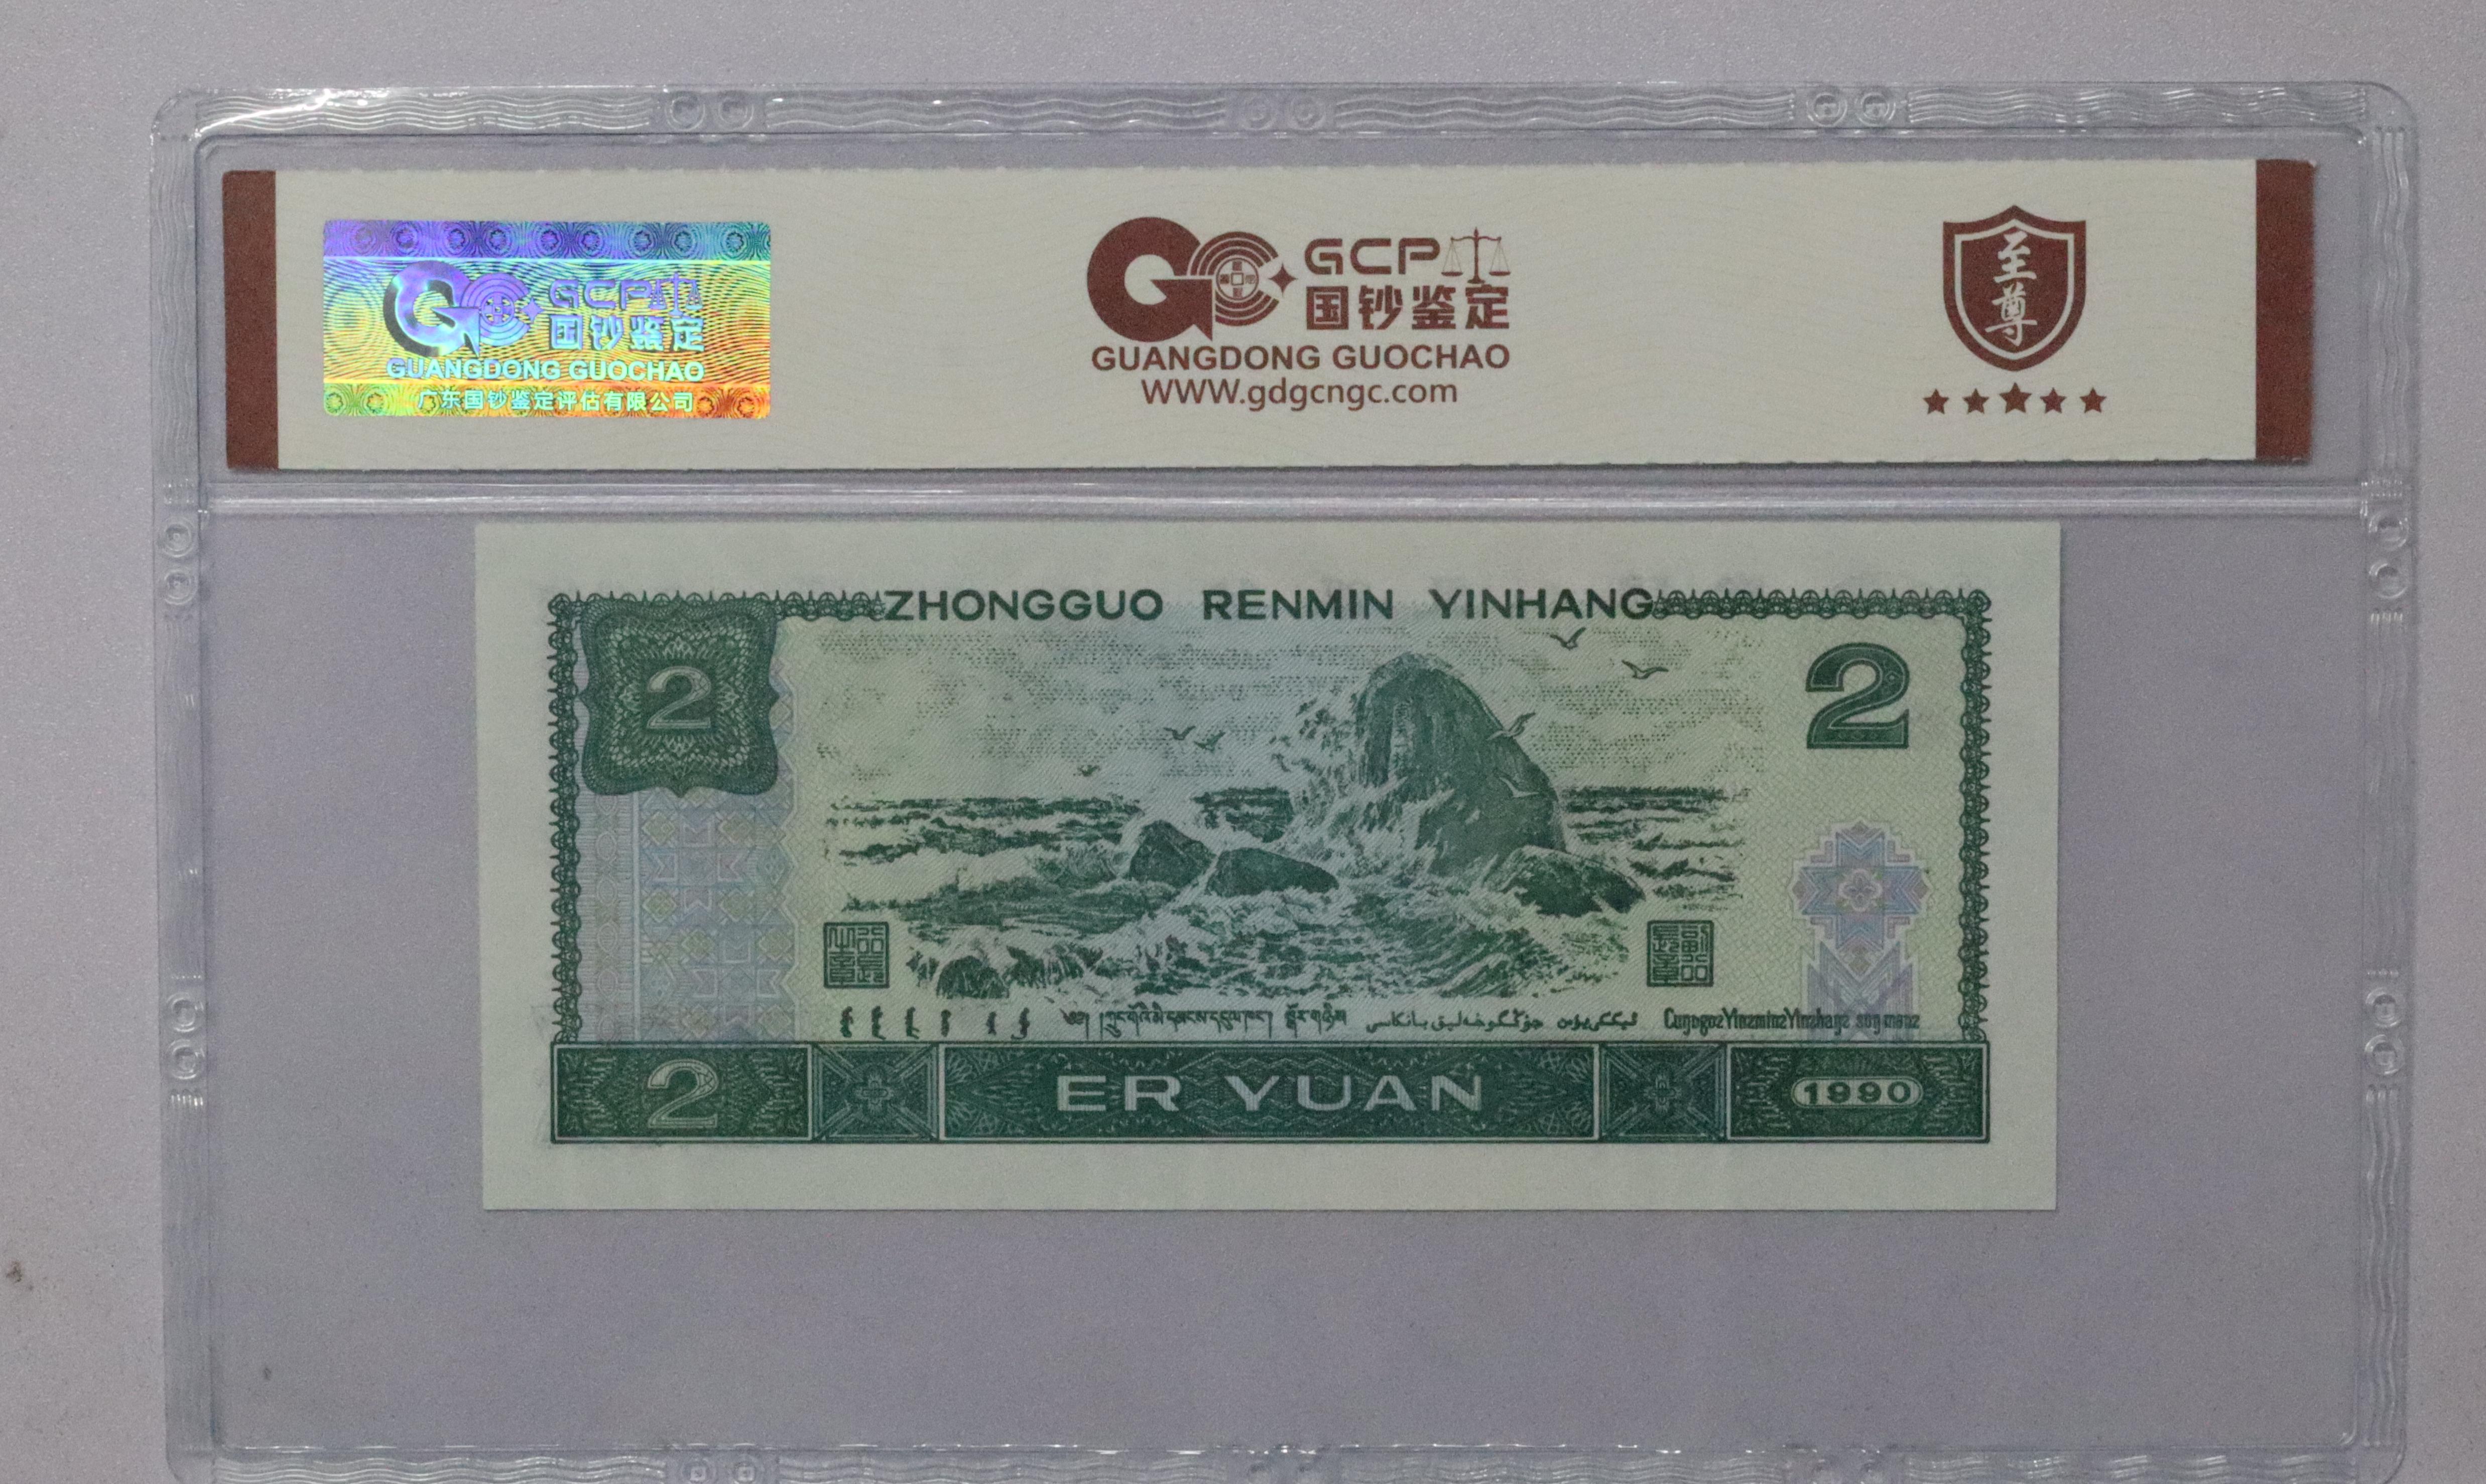 GCP
国钞鉴定
GUANGDONG GUOCHAO
广东国钞鉴定评估有限公司
GCP
国钞鉴定
GUANGDONG GUOCHAO
WWW.gdgcngc.com
至尊
ZHONGGUO RENMIN YINHANG
2
2
2
ER YUAN
1990